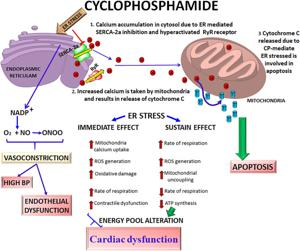 CYCLOPHOSPHAMIDE
ER STRESS
1. Calcium accumulation in cytosol due to ER mediated
SERCA-2a inhibition and hyperactivated RyR receptor
SERCA-2a
RyR
ENDOPLASMIC
RETICULAM
3 Cytochrome C
released due to
CP-mediate
ER stressed is
involved in
apoptosis
2. Increased calcium is taken by mitochondria
and results in release of cytochrome C
MITOCHONDRIA
NADP+
O₂ + NO ONOO
ER STRESS
IMMEDIATE EFFECT
SUSTAIN EFFECT
Mitochondria
calcium uptake
ROS generation
Oxidative damage
Rate of respiration
Contractile dysfunction
Rate of respiration
ROS generation
Mitochondrial
uncoupling
Rate of respiration
ATP synthesis
VASOCONSTRICTION
HIGH BP
ENDOTHELIAL
DYSFUNCTION
APOPTOSIS
ENERGY POOL ALTERATION
Cardiac dysfunction